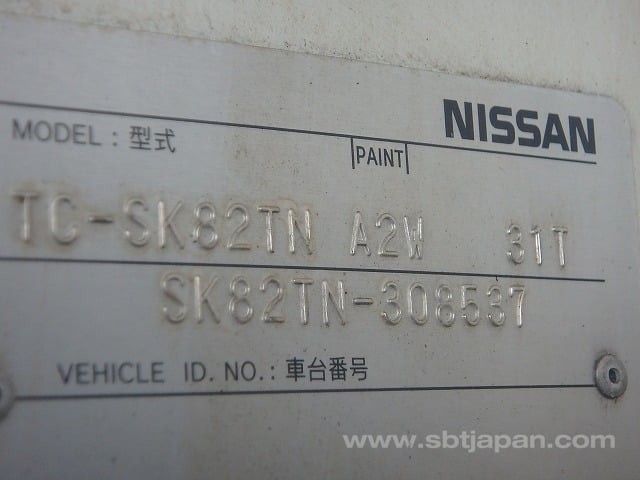 NISSAN
MODEL : 型式
PAINT
TC-SK82TN A2W 31T
SK82TN-308537
VEHICLE ID. NO. : 車台番号
www.sbtjapan.com